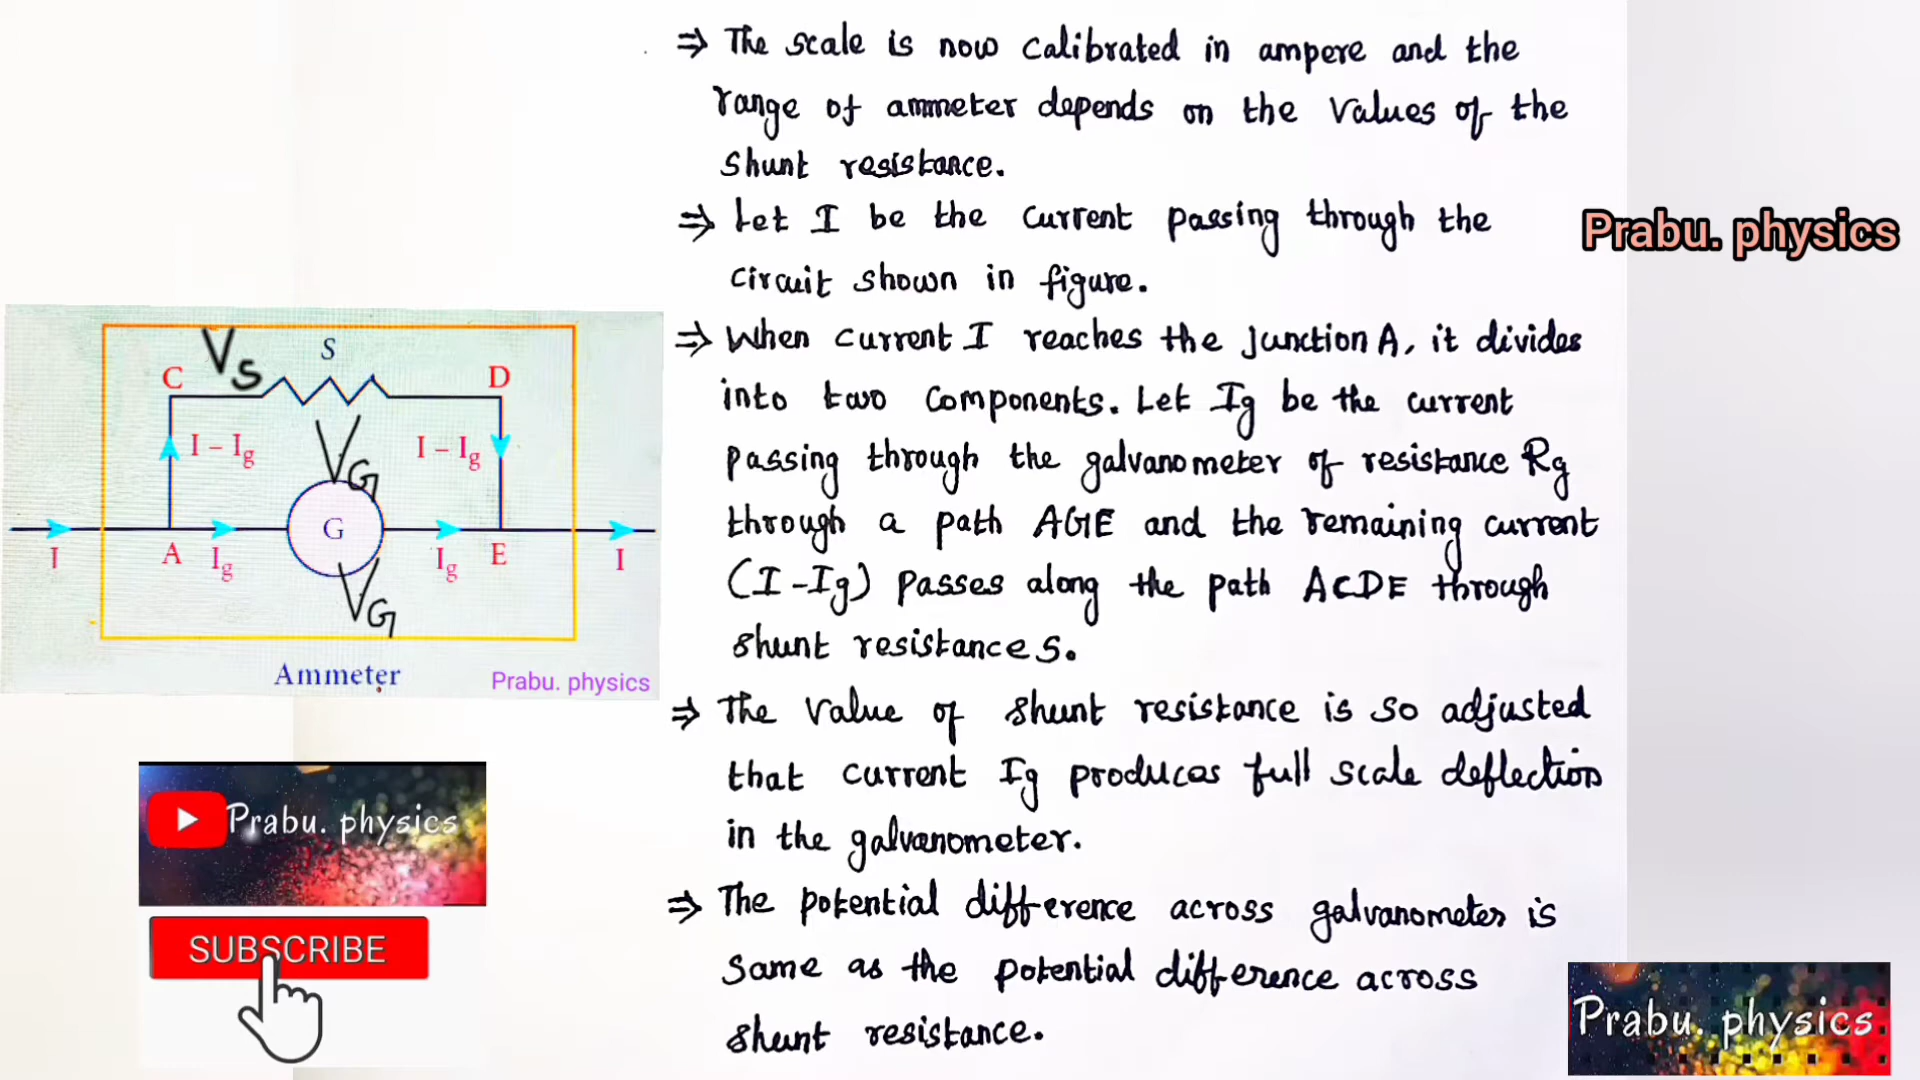 ⇒ The scale is now calibrated in ampere and the
range of ammeter depends on the values of the
shunt resistance.
⇒ Let I be the current passing through the
circuit shown in figure.
⇒ When current I reaches the junction A, it divides
into two components. Let Ig be the current
passing through the galvanometer of resistance Rg
through a path AGE and the remaining current
(I-Ig) passes along the path ACDE through
shunt resistance S.
⇒ The value of shunt resistance is so adjusted
that current Ig produces full scale deflection
in the galvanometer.
⇒ The potential difference across galvanometer is
same as the potential difference across
shunt resistance.
Prabu. physics
VS S
C D
I – Ig VG I – Ig
G
I A Ig Ig E I
VG
Ammeter
Prabu. physics
Prabu. physics
SUBSCRIBE
Prabu. physics